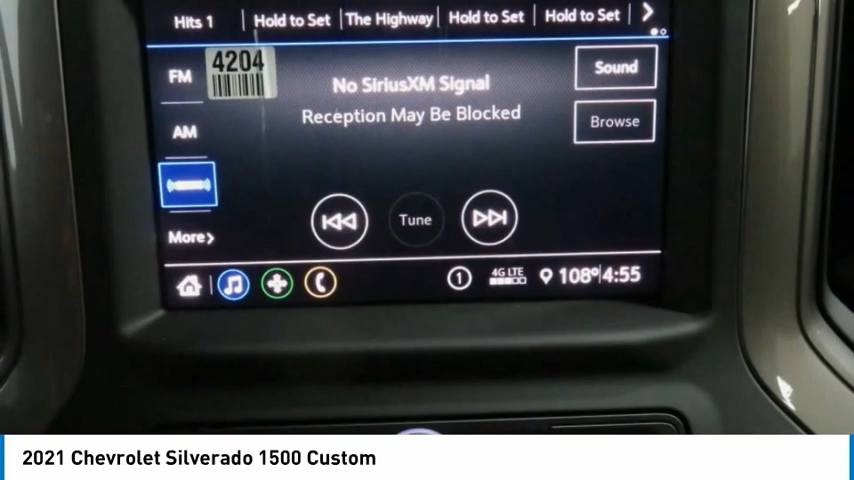 Hits 1 Hold to Set The Highway Hold to Set Hold to Set
FM
4204
No SiriusXM Signal
Sound
Reception May Be Blocked
Browse
AM
Tune
More
1 4G LTE 108° 4:55
2021 Chevrolet Silverado 1500 Custom